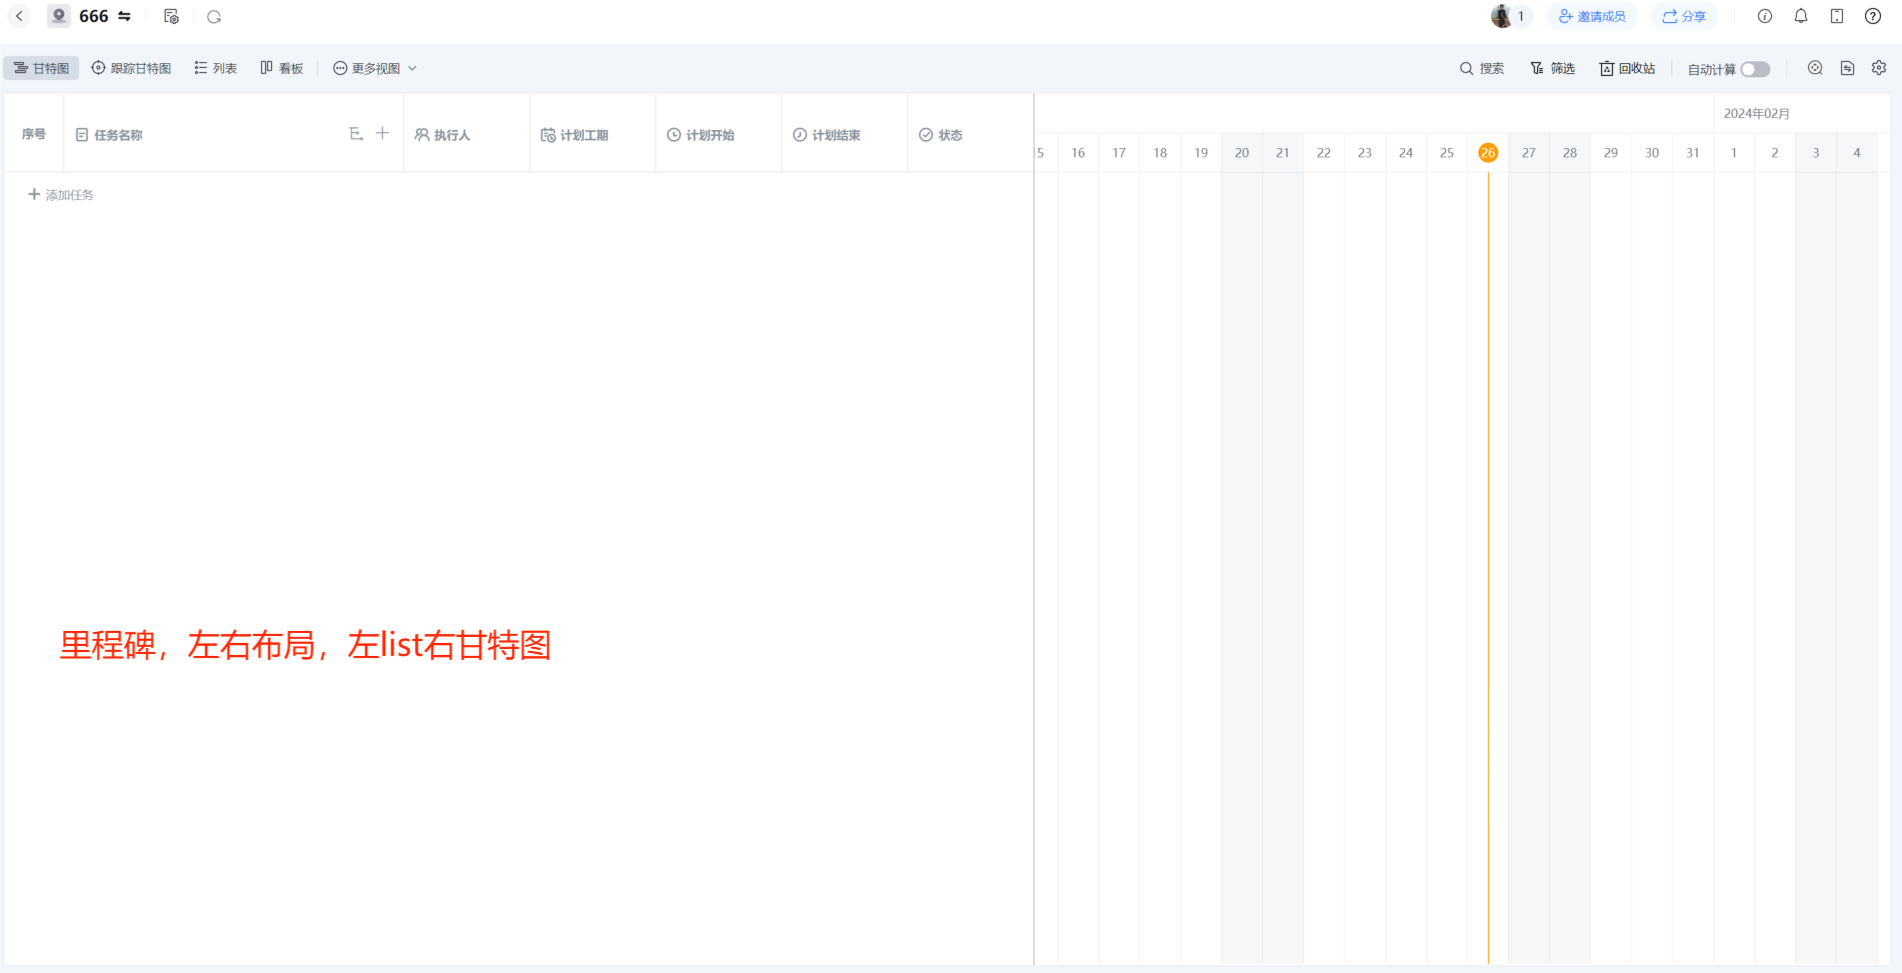 666
1
邀请成员
分享
甘特图
跟踪甘特图
列表
看板
更多视图
搜索
筛选
回收站
自动计算
序号
任务名称
执行人
计划工期
计划开始
计划结束
状态
2024年02月
5 16 17 18 19 20 21 22 23 24 25 26 27 28 29 30 31 1 2 3 4
添加任务
里程碑，左右布局，左list右甘特图